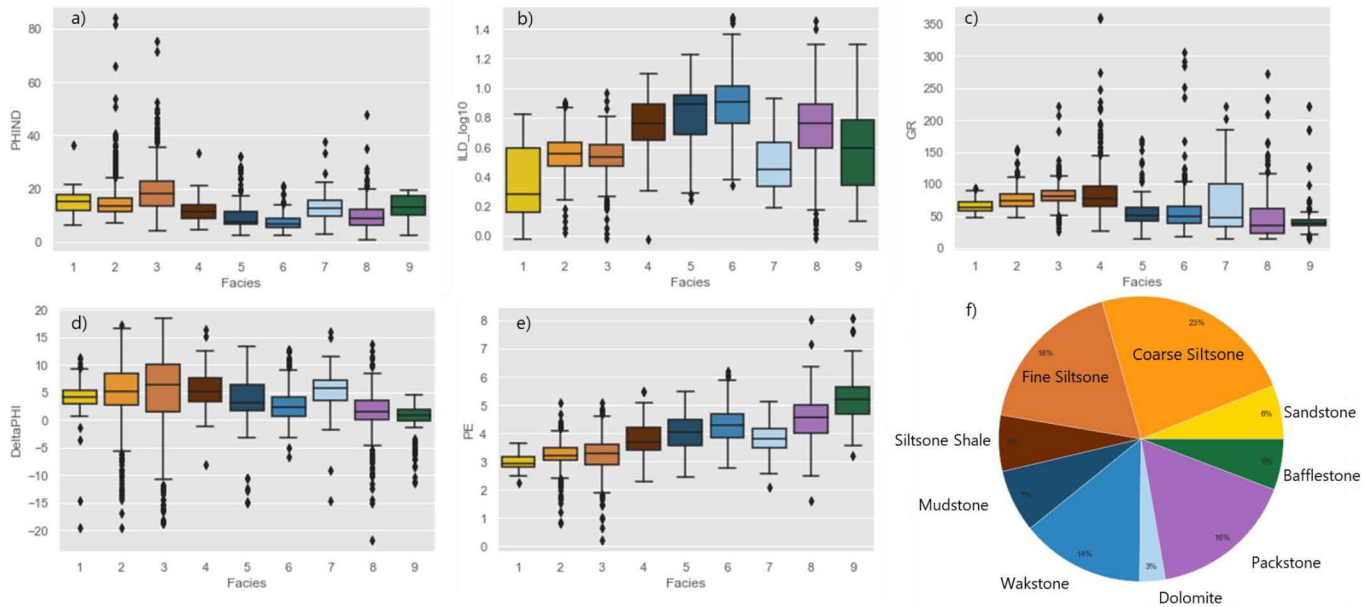 a)
80
60
40
20
0
PHIND
1 2 3 4 5 6 7 8 9
Facies
b)
1.4
1.2
1.0
0.8
0.6
0.4
0.2
0.0
ILD_log10
1 2 3 4 5 6 7 8 9
Facies
c)
350
300
250
200
150
100
50
0
GR
1 2 3 4 5 6 7 8 9
Facies
d)
20
15
10
5
0
−5
−10
−15
−20
DeltaPHI
1 2 3 4 5 6 7 8 9
Facies
e)
8
7
6
5
4
3
2
1
0
PE
1 2 3 4 5 6 7 8 9
Facies
f)
23%
Coarse Siltsone
Fine Siltsone
6%
Sandstone
Siltsone Shale
Bafflestone
7%
Mudstone
14%
Wakstone
3%
Dolomite
16%
Packstone